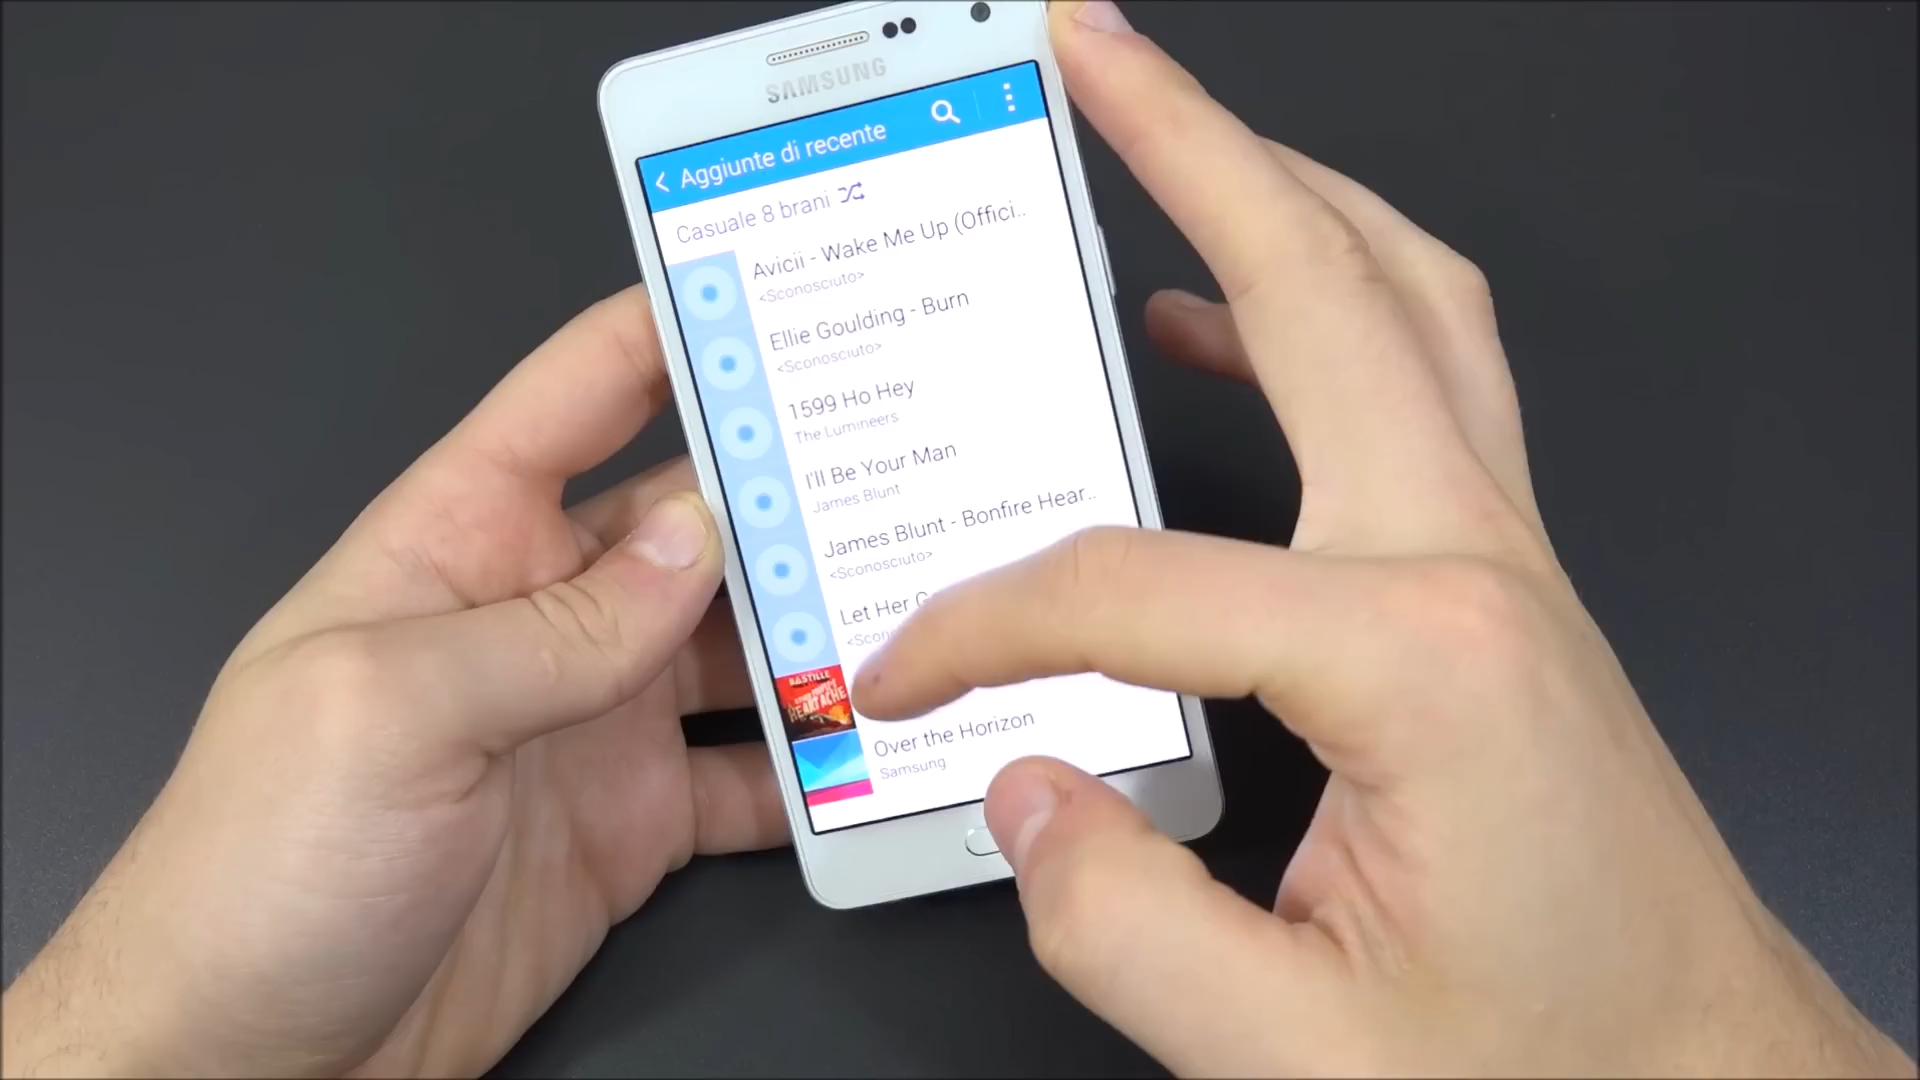 SAMSUNG
Aggiunte di recente
Casuale 8 brani
Avicii - Wake Me Up (Offici..
<Sconosciuto>
Ellie Goulding - Burn
<Sconosciuto>
1599 Ho Hey
The Lumineers
I'll Be Your Man
James Blunt
James Blunt - Bonfire Hear..
<Sconosciuto>
Let Her
BASTILLE
HEARTACHE
Over the Horizon
Samsung